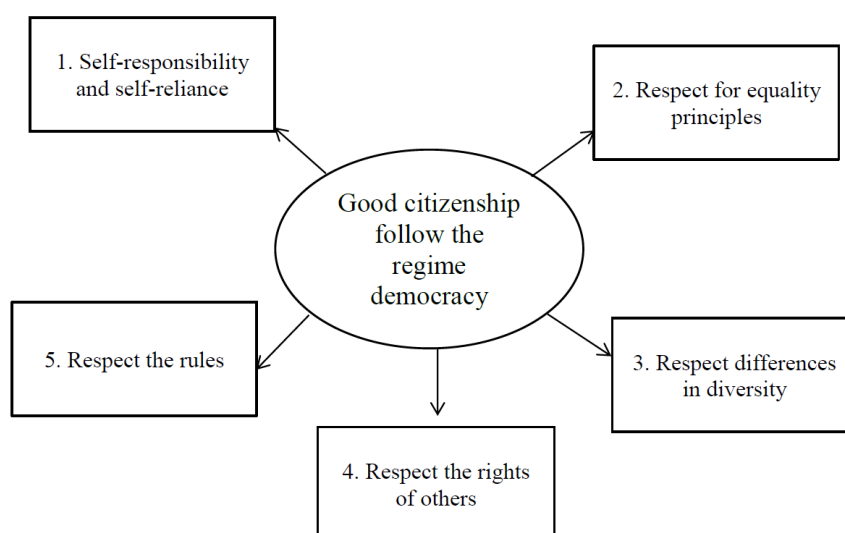 1. Self-responsibility
and self-reliance
2. Respect for equality
principles
Good citizenship
follow the
regime
democracy
3. Respect differences
in diversity
4. Respect the rights
of others
5. Respect the rules